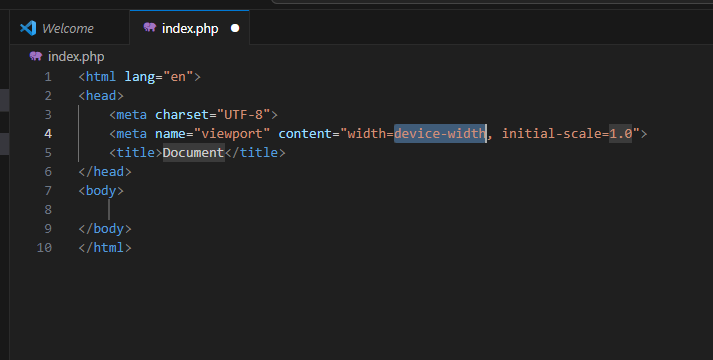 Welcome
index.php
index.php
1 <html lang="en">
2 <head>
3 <meta charset="UTF-8">
4 <meta name="viewport" content="width=device-width, initial-scale=1.0">
5 <title>Document</title>
6 </head>
7 <body>
8
9 </body>
10 </html>